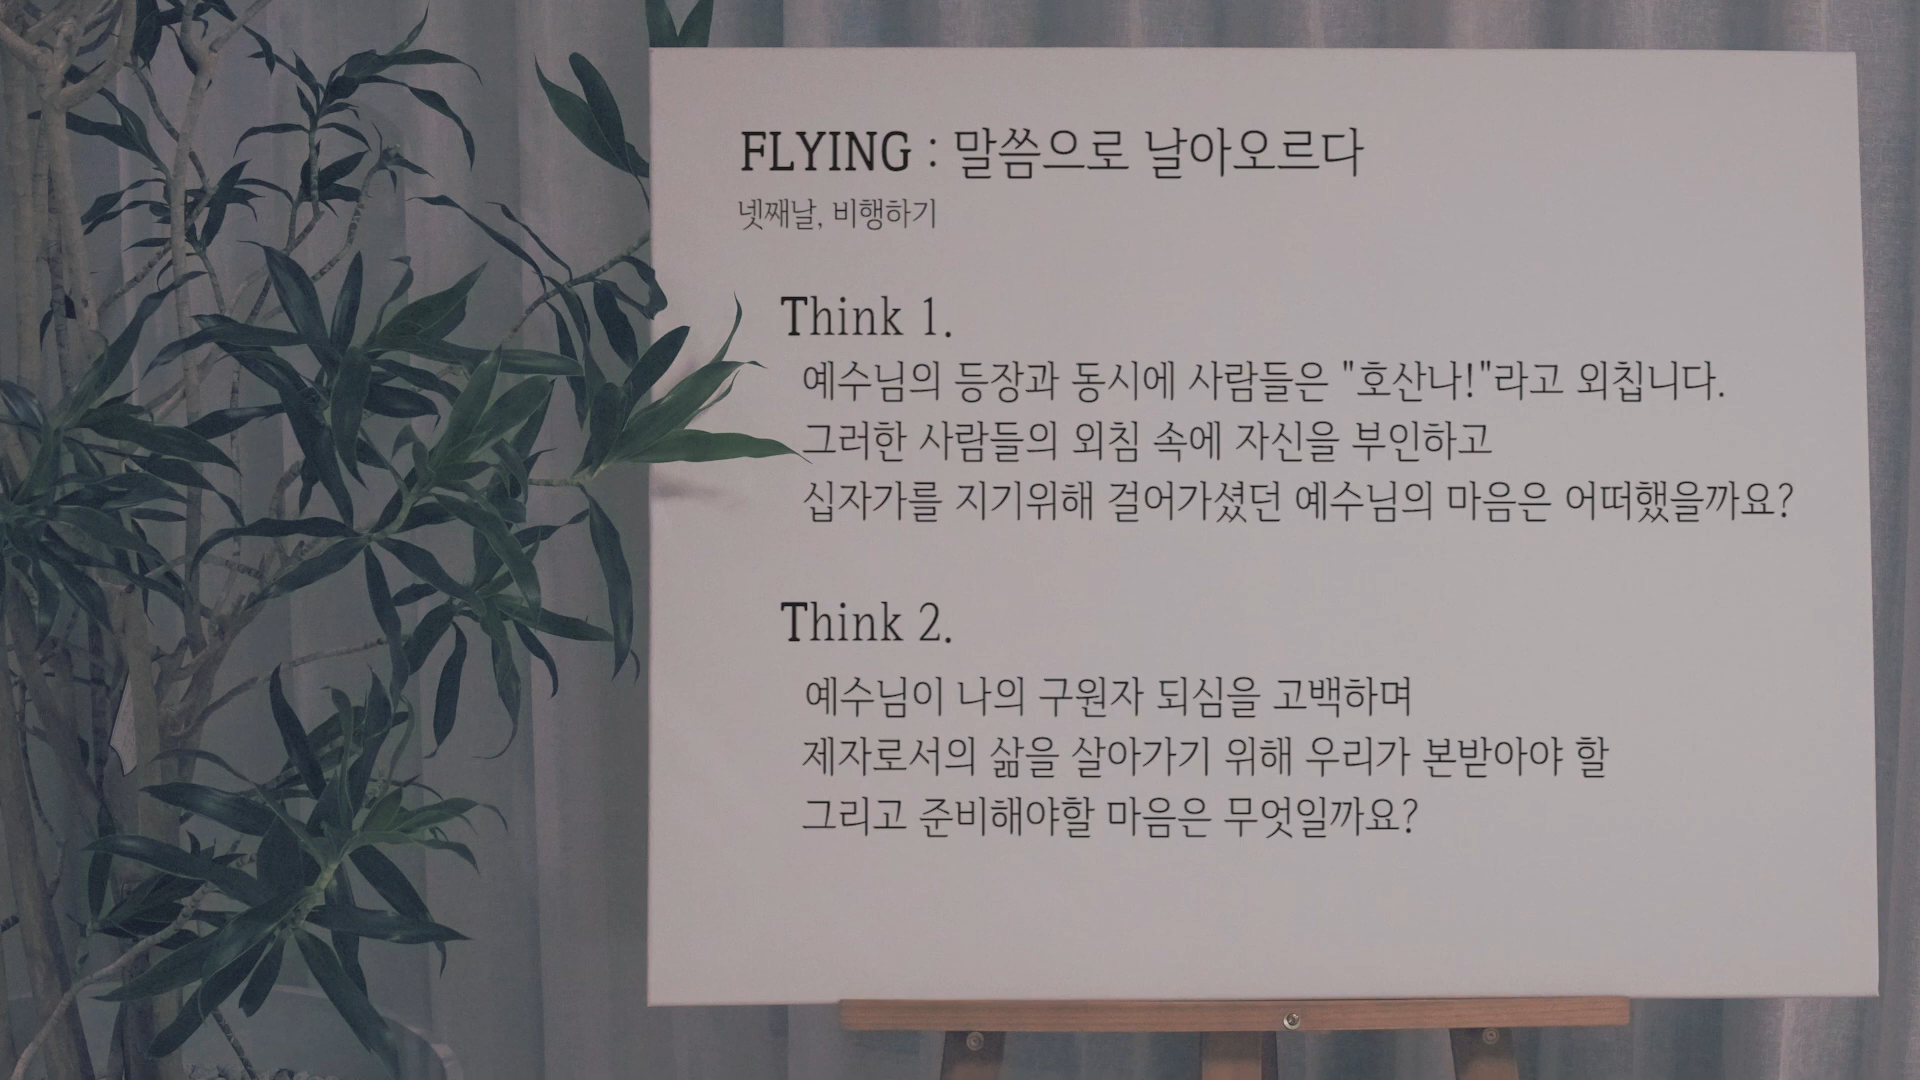 FLYING : 말씀으로 날아오르다
넷째날, 비행하기
Think 1.
예수님의 등장과 동시에 사람들은 "호산나!"라고 외칩니다.
그러한 사람들의 외침 속에 자신을 부인하고
십자가를 지기위해 걸어가셨던 예수님의 마음은 어떠했을까요?
Think 2.
예수님이 나의 구원자 되심을 고백하며
제자로서의 삶을 살아가기 위해 우리가 본받아야 할
그리고 준비해야할 마음은 무엇일까요?